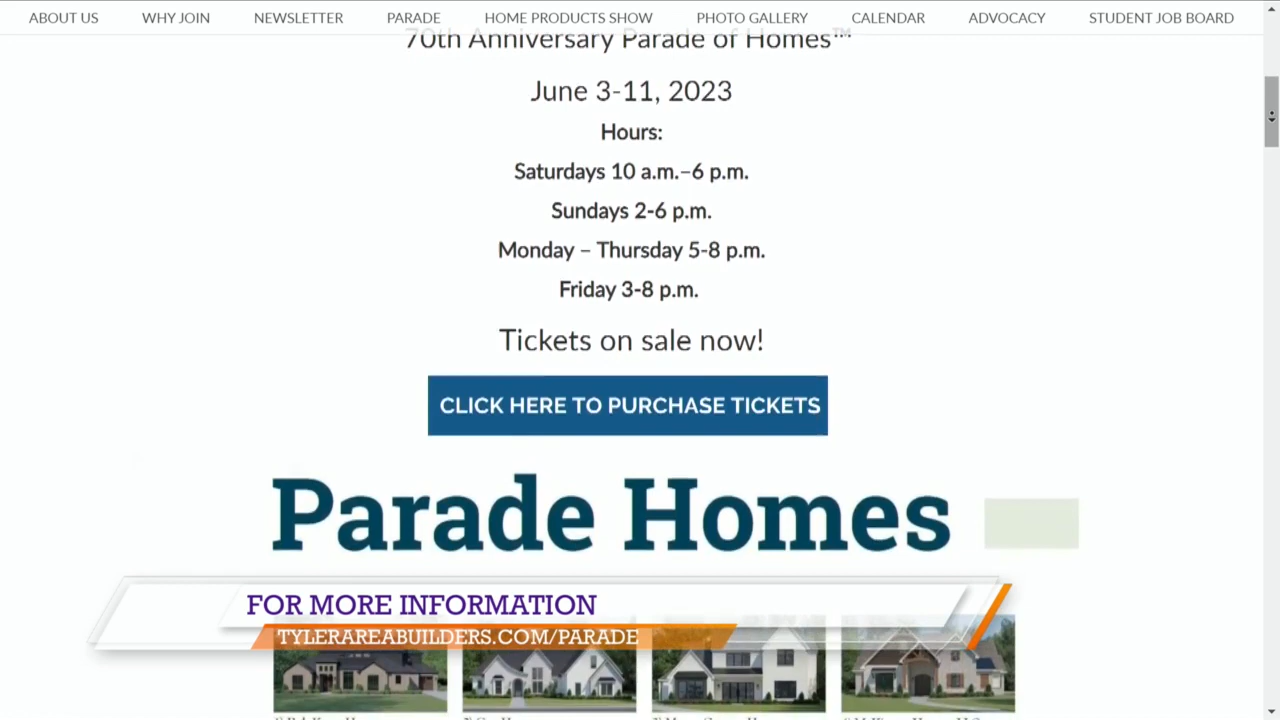 ABOUT US WHY JOIN NEWSLETTER PARADE HOME PRODUCTS SHOW PHOTO GALLERY CALENDAR ADVOCACY STUDENT JOB BOARD
70th Anniversary Parade of Homes™
June 3-11, 2023
Hours:
Saturdays 10 a.m.–6 p.m.
Sundays 2-6 p.m.
Monday – Thursday 5-8 p.m.
Friday 3-8 p.m.
Tickets on sale now!
CLICK HERE TO PURCHASE TICKETS
Parade Homes
FOR MORE INFORMATION
TYLERAREABUILDERS.COM/PARADE